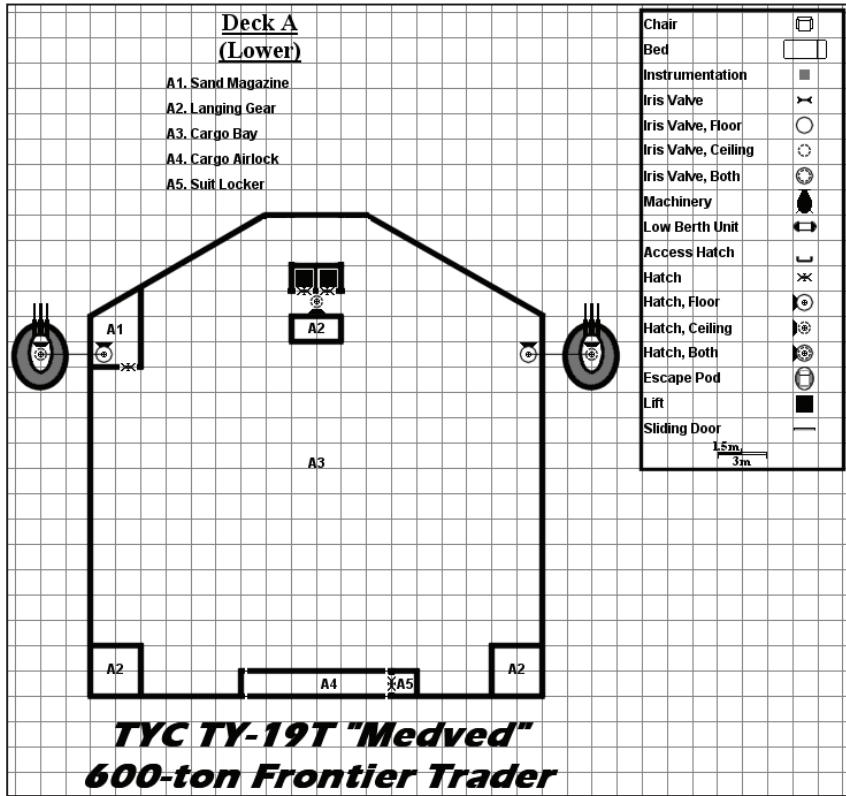 Deck A
(Lower)
A1. Sand Magazine
A2. Langing Gear
A3. Cargo Bay
A4. Cargo Airlock
A5. Suit Locker
Chair
Bed
Instrumentation
Iris Valve
Iris Valve, Floor
Iris Valve, Ceiling
Iris Valve, Both
Machinery
Low Berth Unit
Access Hatch
Hatch
Hatch, Floor
Hatch, Ceiling
Hatch, Both
Escape Pod
Lift
Sliding Door
1.5m
3m
A1
A2
A3
A2
A4
A5
A2
TYC TY-19T "Medved"
600-ton Frontier Trader